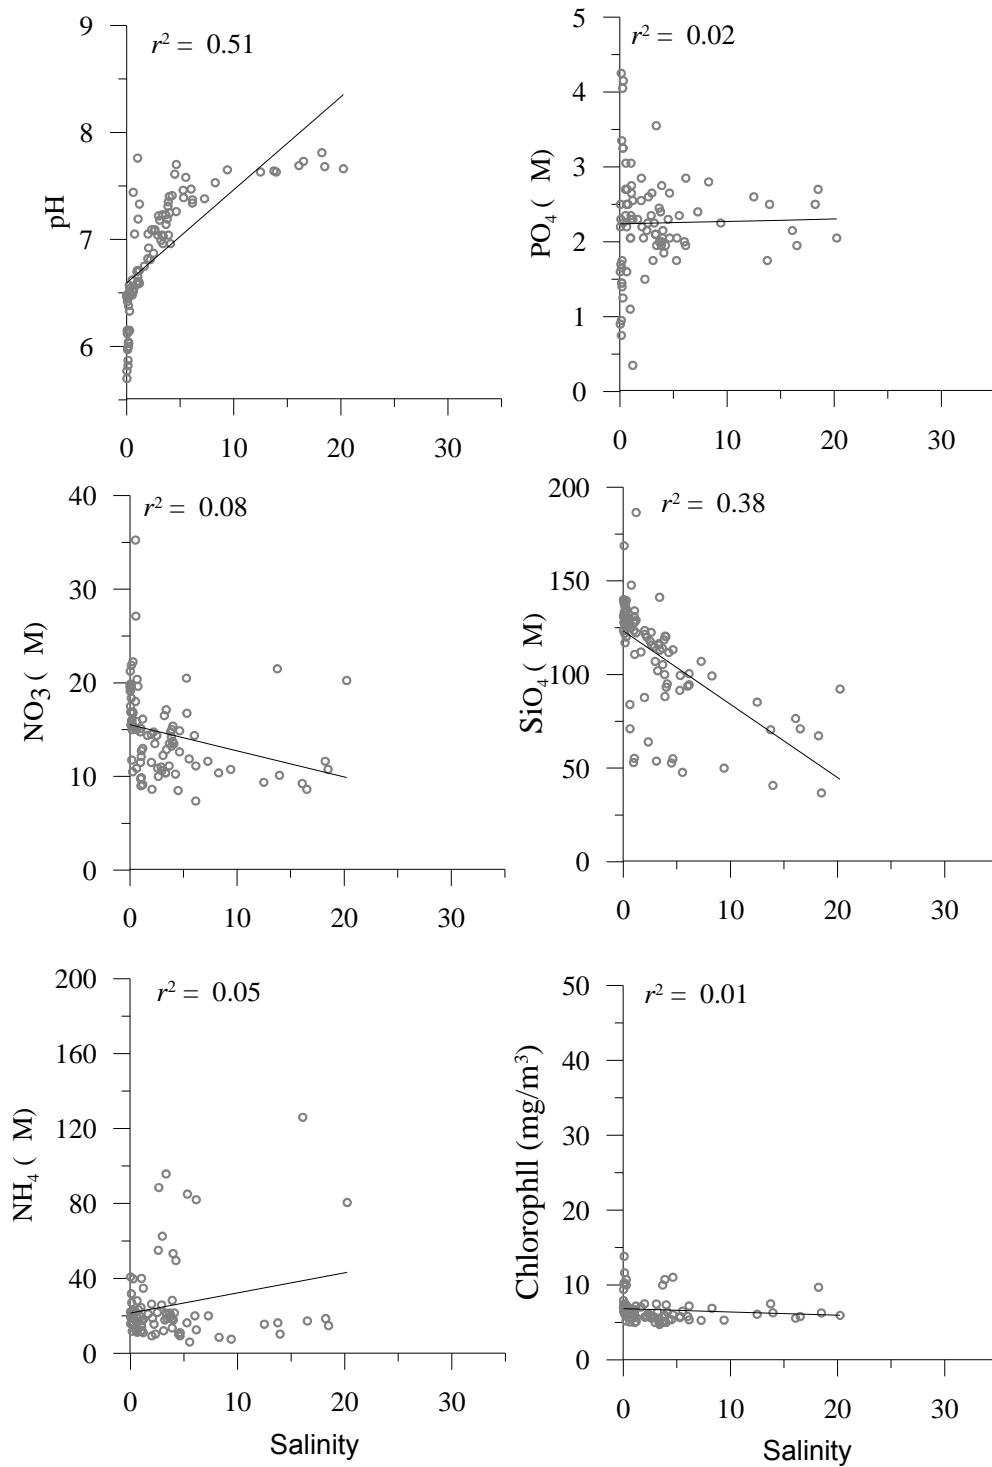 9
8
7
6
pH
r² = 0.51
0 10 20 30
5
4
3
2
1
0
PO₄ ( M)
r² = 0.02
0 10 20 30
40
30
20
10
0
NO₃ ( M)
r² = 0.08
0 10 20 30
200
150
100
50
0
SiO₄ ( M)
r² = 0.38
0 10 20 30
200
160
120
80
40
0
NH₄ ( M)
r² = 0.05
0 10 20 30
Salinity
50
40
30
20
10
0
Chlorophll (mg/m³)
r² = 0.01
0 10 20 30
Salinity